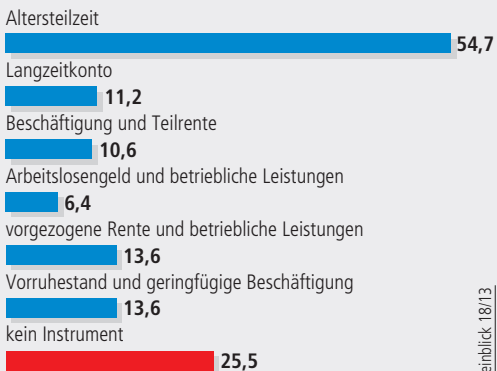 Altersteilzeit
54,7
Langzeitkonto
11,2
Beschäftigung und Teilrente
10,6
Arbeitslosengeld und betriebliche Leistungen
6,4
vorgezogene Rente und betriebliche Leistungen
13,6
Vorruhestand und geringfügige Beschäftigung
13,6
kein Instrument
25,5
einblick 18/13